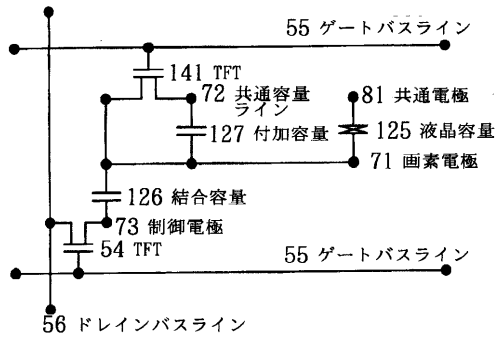 55 ゲートバスライン
141 TFT
72 共通容量
ライン
81 共通電極
127 付加容量
125 液晶容量
71 画素電極
126 結合容量
73 制御電極
54 TFT
55 ゲートバスライン
56 ドレインバスライン